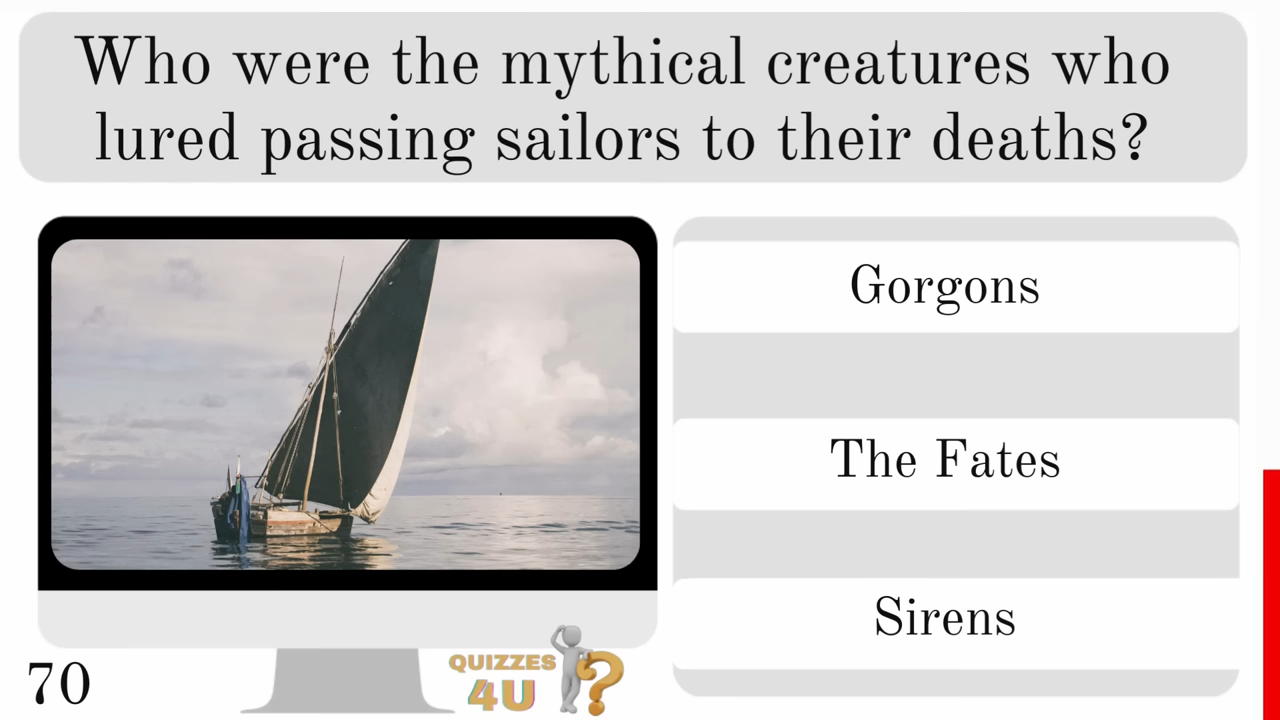 Who were the mythical creatures who
lured passing sailors to their deaths?
Gorgons
The Fates
Sirens
70
QUIZZES
4U
?